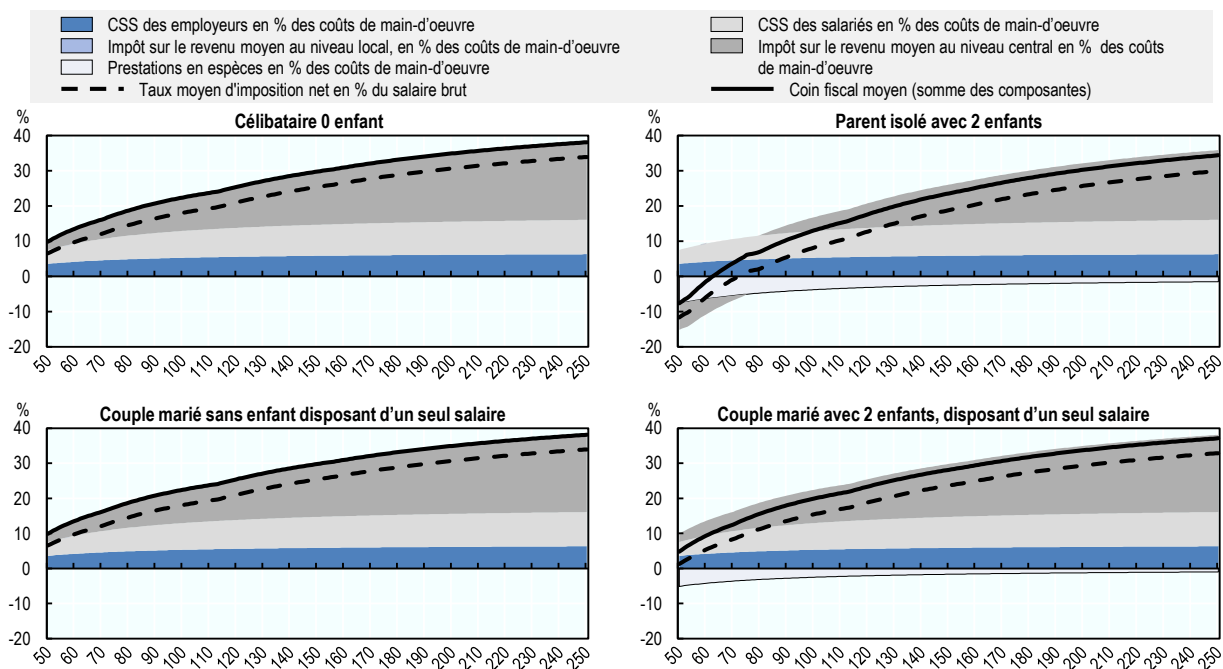 CSS des employeurs en % des coûts de main-d'oeuvre
CSS des salariés en % des coûts de main-d'oeuvre
Impôt sur le revenu moyen au niveau local, en % des coûts de main-d'oeuvre
Impôt sur le revenu moyen au niveau central en % des coûts
de main-d'oeuvre
Prestations en espèces en % des coûts de main-d'oeuvre
Taux moyen d'imposition net en % du salaire brut
Coin fiscal moyen (somme des composantes)
%
Célibataire 0 enfant
40
30
20
10
0
-10
-20
50 60 70 80 90 100 110 120 130 140 150 160 170 180 190 200 210 220 230 240 250
%
Parent isolé avec 2 enfants
40
30
20
10
0
-10
-20
50 60 70 80 90 100 110 120 130 140 150 160 170 180 190 200 210 220 230 240 250
%
Couple marié sans enfant disposant d'un seul salaire
40
30
20
10
0
-10
-20
50 60 70 80 90 100 110 120 130 140 150 160 170 180 190 200 210 220 230 240 250
%
Couple marié avec 2 enfants, disposant d'un seul salaire
40
30
20
10
0
-10
-20
50 60 70 80 90 100 110 120 130 140 150 160 170 180 190 200 210 220 230 240 250